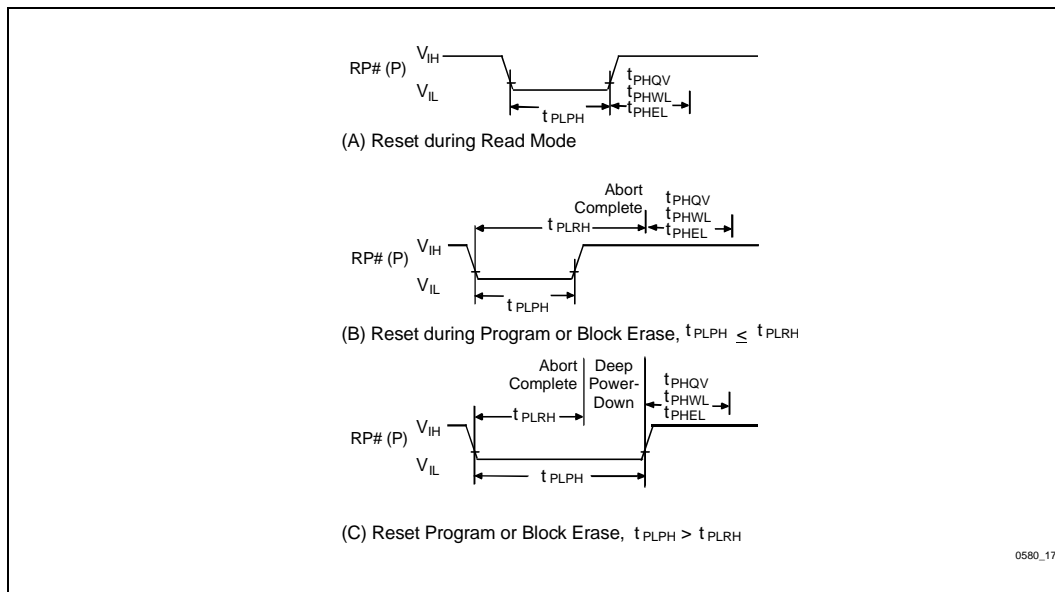 RP# (P)
VIH
VIL
tPHQV
tPHWL
tPHEL
tPLPH
(A) Reset during Read Mode
Abort
Complete
tPHQV
tPHWL
tPHEL
tPLRH
RP# (P)
VIH
VIL
tPLPH
(B) Reset during Program or Block Erase, tPLPH ≤ tPLRH
Abort
Complete
Deep
Power-
Down
tPHQV
tPHWL
tPHEL
tPLRH
RP# (P)
VIH
VIL
tPLPH
(C) Reset Program or Block Erase, tPLPH > tPLRH
0580_17